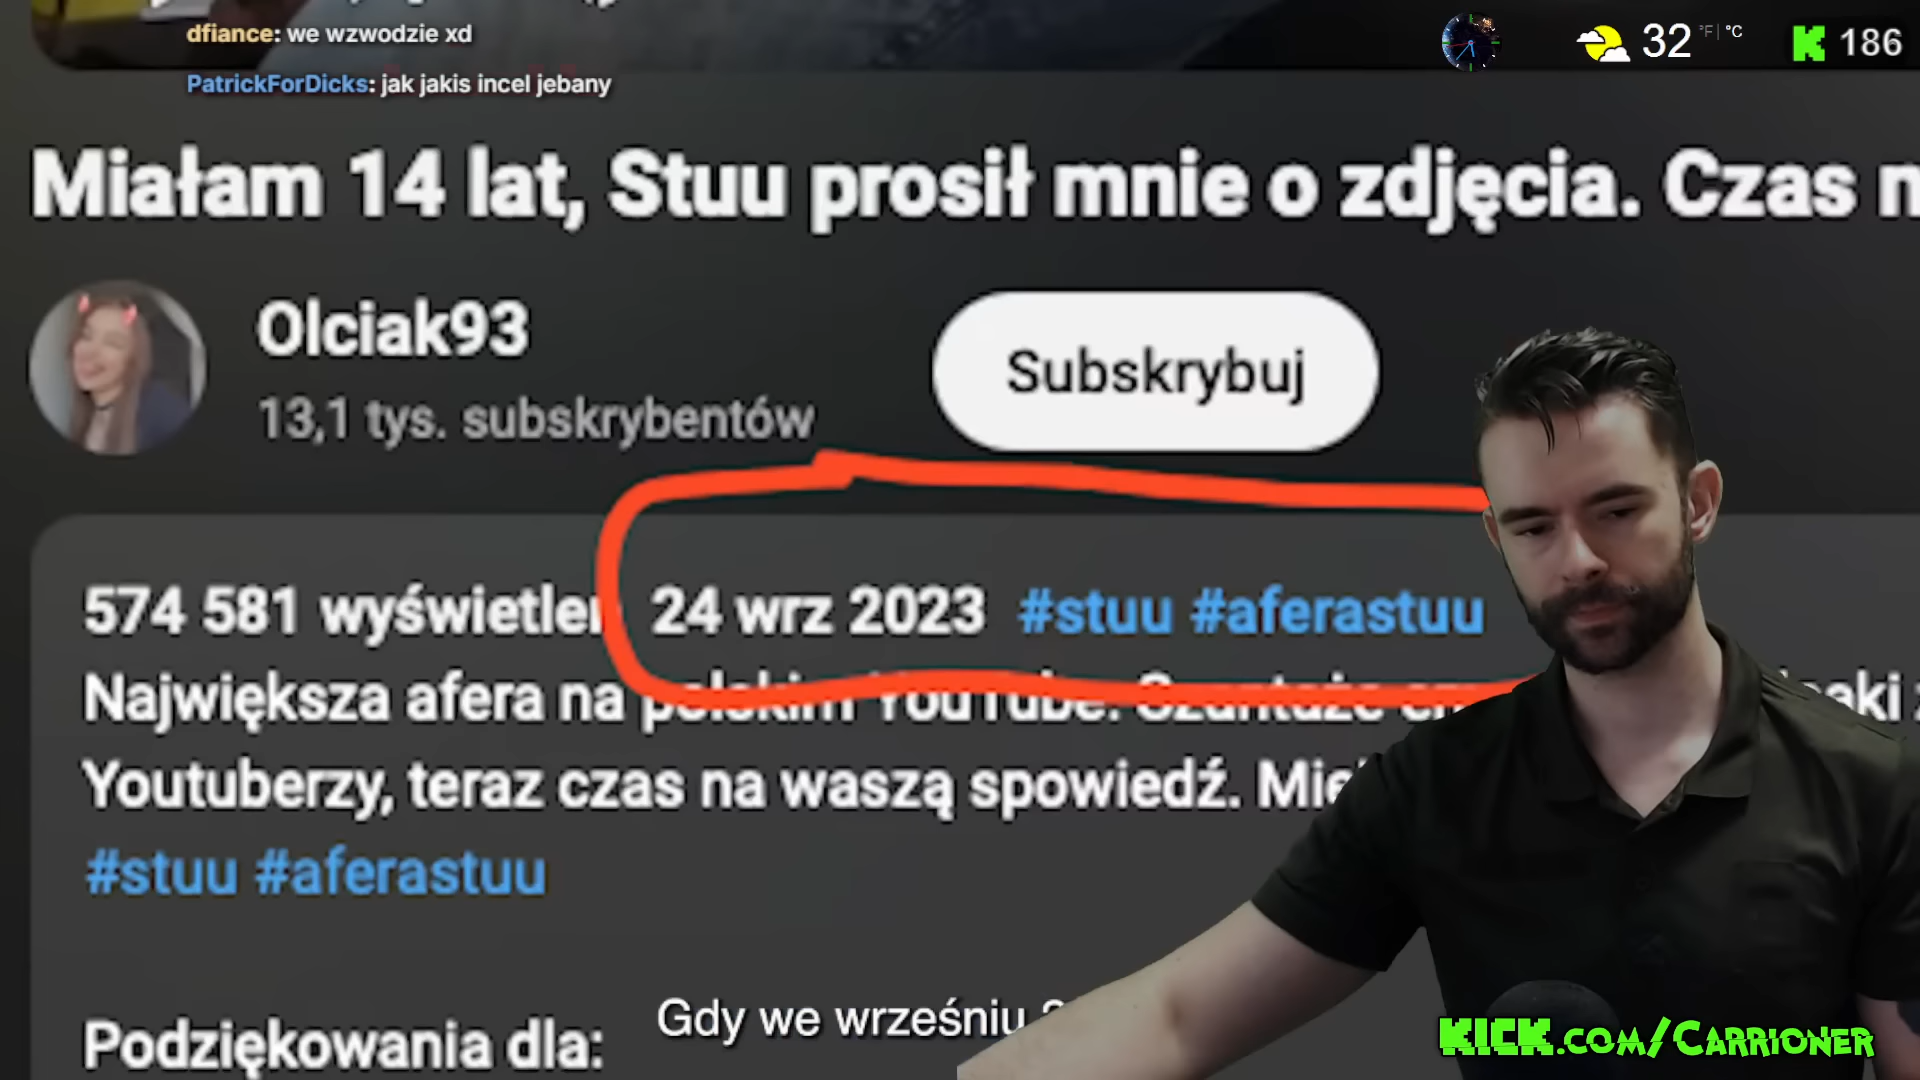 dfiance: we wzwodzie xd
32 °F| °C
186
PatrickForDicks: jak jakis incel jebany
Miałam 14 lat, Stuu prosił mnie o zdjęcia. Czas
Olciak93
13,1 tys. subskrybentów
Subskrybuj
574 581 wyświetleń 24 wrz 2023 #stuu #aferastuu
Największa afera na polskim YouTube.
Youtuberzy, teraz czas na waszą spowiedź.
#stuu #aferastuu
Gdy we wrześniu
Podziękowania dla:
KICK.com/Carrioner